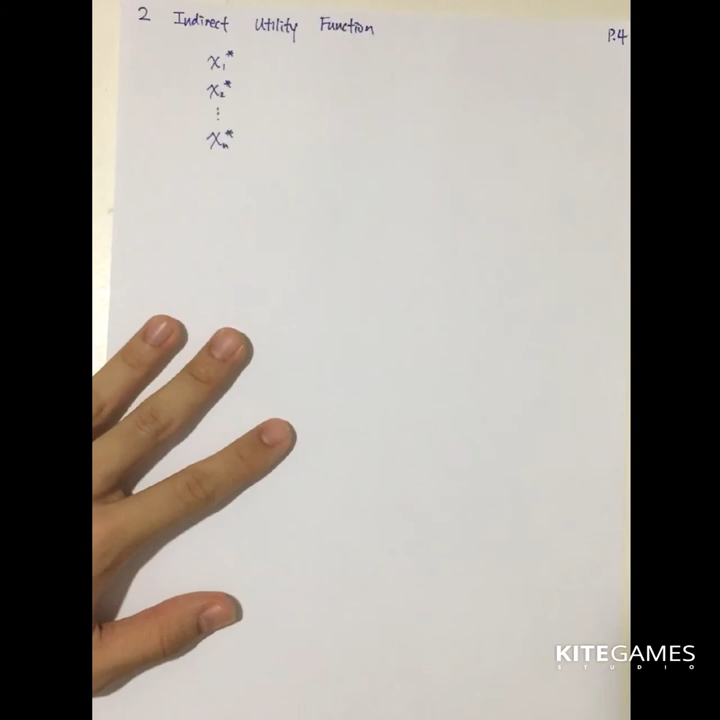 2 Indirect Utility Function P.4
x₁*
x₂*
⋮
xₙ*
KITEGAMES
STUDIO